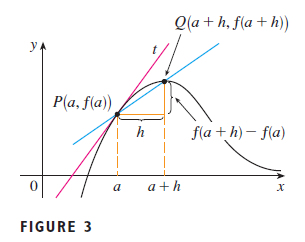 Q(a + h, f(a + h))
y
t
P(a, f(a))
h
f(a + h) − f(a)
0
a
a + h
x
FIGURE 3